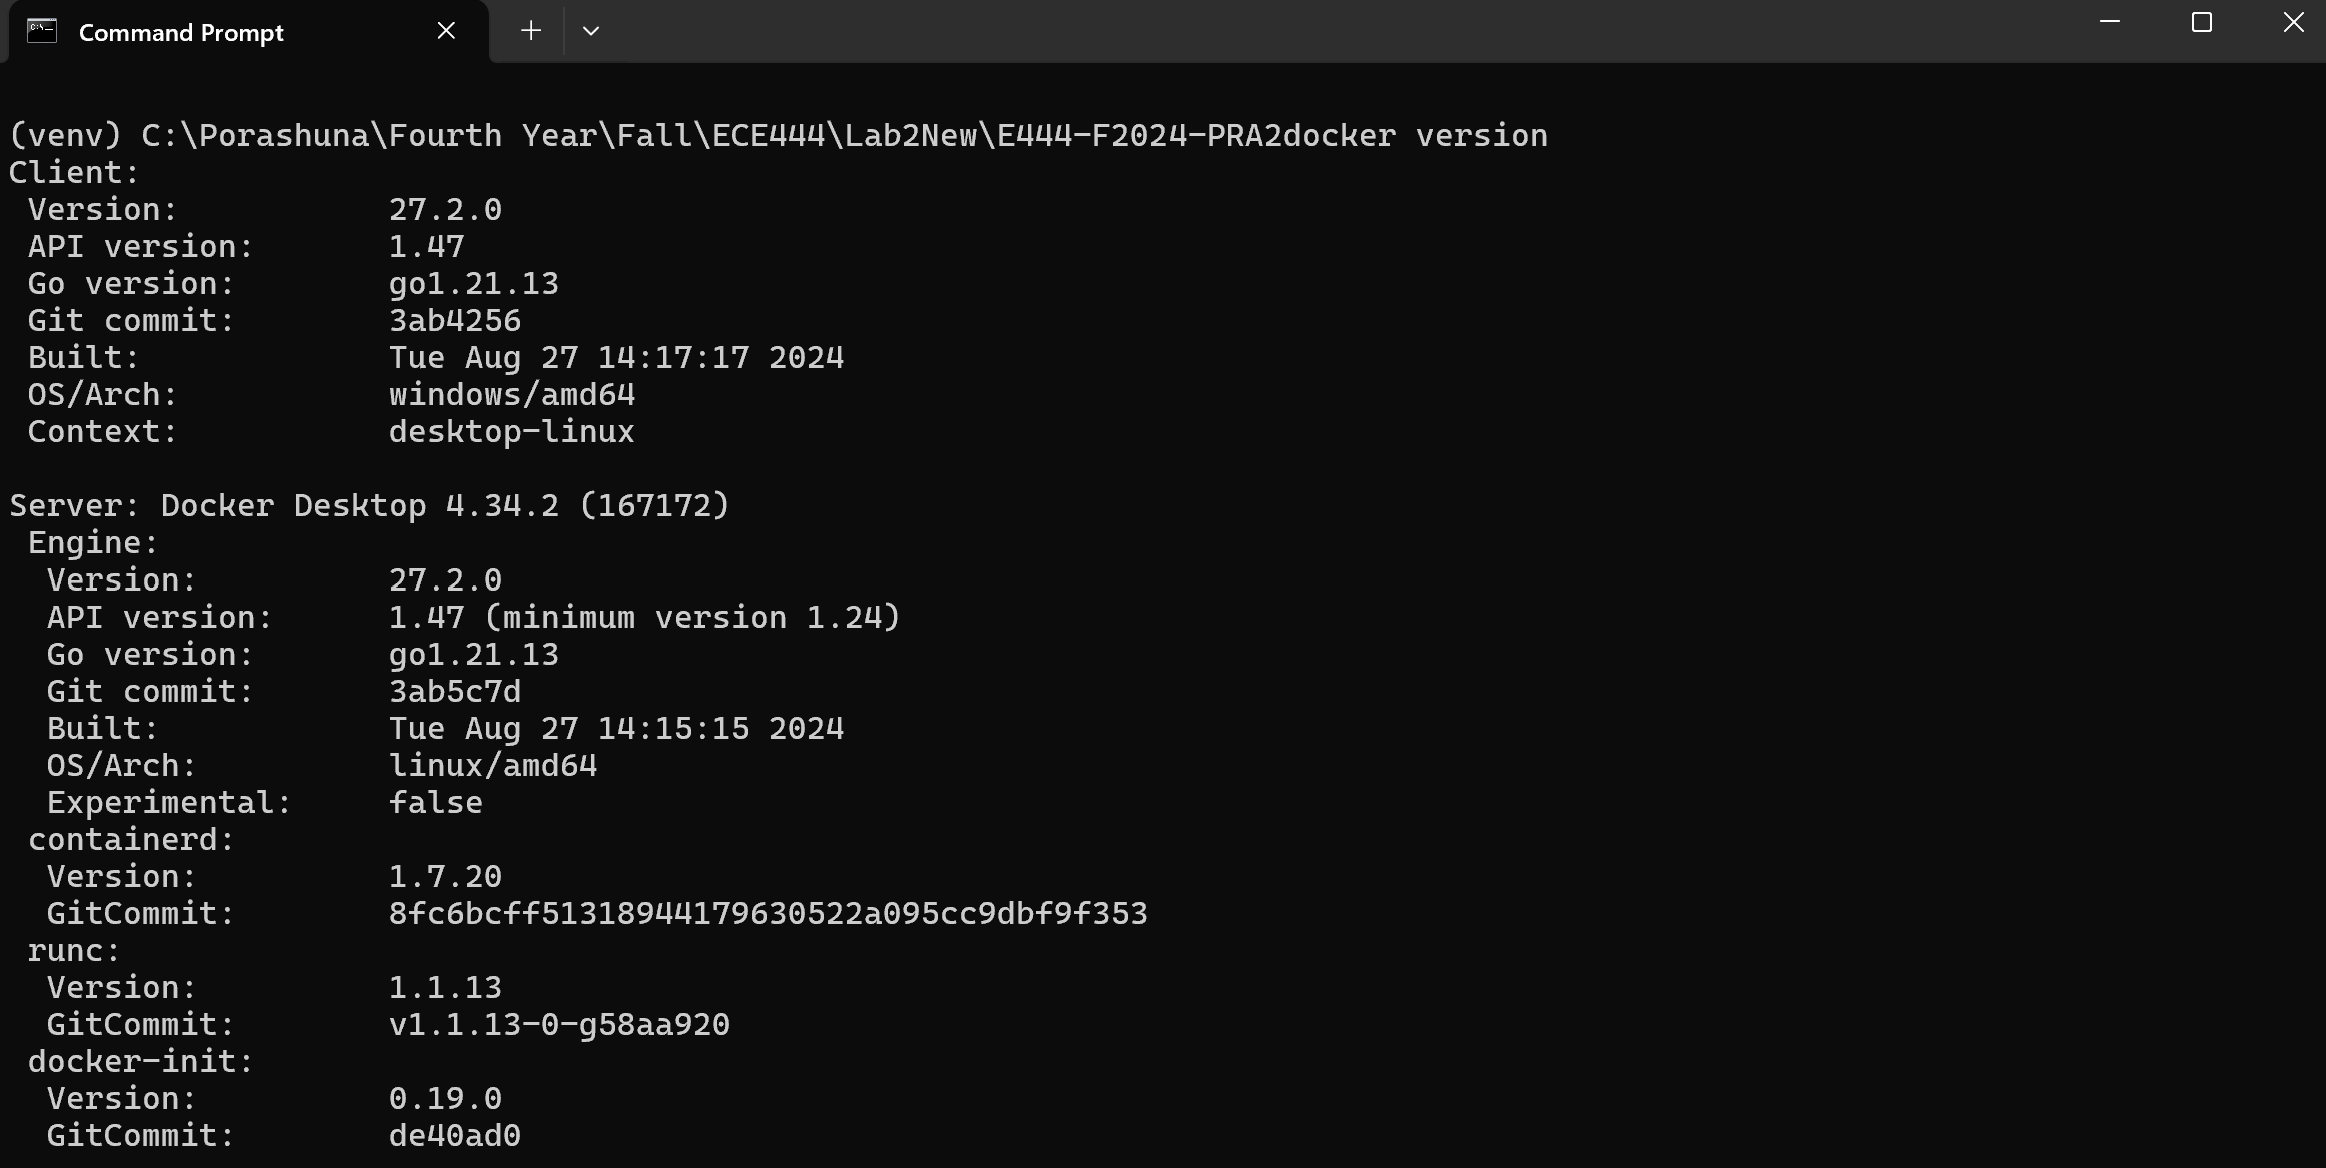 Command Prompt
(venv) C:\Porashuna\Fourth Year\Fall\ECE444\Lab2New\E444-F2024-PRA2docker version
Client:
 Version:           27.2.0
 API version:       1.47
 Go version:        go1.21.13
 Git commit:        3ab4256
 Built:             Tue Aug 27 14:17:17 2024
 OS/Arch:           windows/amd64
 Context:           desktop-linux

Server: Docker Desktop 4.34.2 (167172)
 Engine:
  Version:          27.2.0
  API version:      1.47 (minimum version 1.24)
  Go version:       go1.21.13
  Git commit:       3ab5c7d
  Built:            Tue Aug 27 14:15:15 2024
  OS/Arch:          linux/amd64
  Experimental:     false
 containerd:
  Version:          1.7.20
  GitCommit:        8fc6bcff51318944179630522a095cc9dbf9f353
 runc:
  Version:          1.1.13
  GitCommit:        v1.1.13-0-g58aa920
 docker-init:
  Version:          0.19.0
  GitCommit:        de40ad0